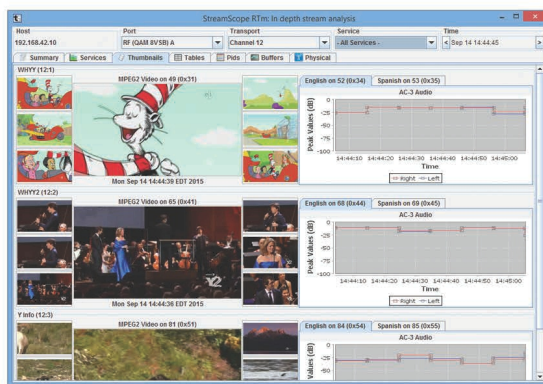 StreamScope RTm: In depth stream analysis
Host Port Transport Service Time
192.168.42.10 RF (QAM 8VSB) A Channel 12 - All Services - < Sep 14 14:44:45 >
Summary Services Thumbnails Tables Pids Buffers Physical
WHYY (12:1)
MPEG2 Video on 49 (0x31)
Mon Sep 14 14:44:39 EDT 2015
English on 52 (0x34) Spanish on 53 (0x35)
AC-3 Audio
Peak Values (dB)
0
-25
-50
-75
-100
14:44:10 14:44:20 14:44:30 14:44:40 14:44:50 14:45:00
Time
Right Left
WHYY2 (12:2)
MPEG2 Video on 65 (0x41)
12
Mon Sep 14 14:44:39 EDT 2015
English on 68 (0x44) Spanish on 69 (0x45)
AC-3 Audio
Peak Values (dB)
0
-25
-50
-75
-100
14:44:10 14:44:20 14:44:30 14:44:40 14:44:50 14:45:00
Time
Right Left
Y Info (12:3)
MPEG2 Video on 81 (0x51)
English on 84 (0x54) Spanish on 85 (0x55)
AC-3 Audio
0
-25
-50
-75